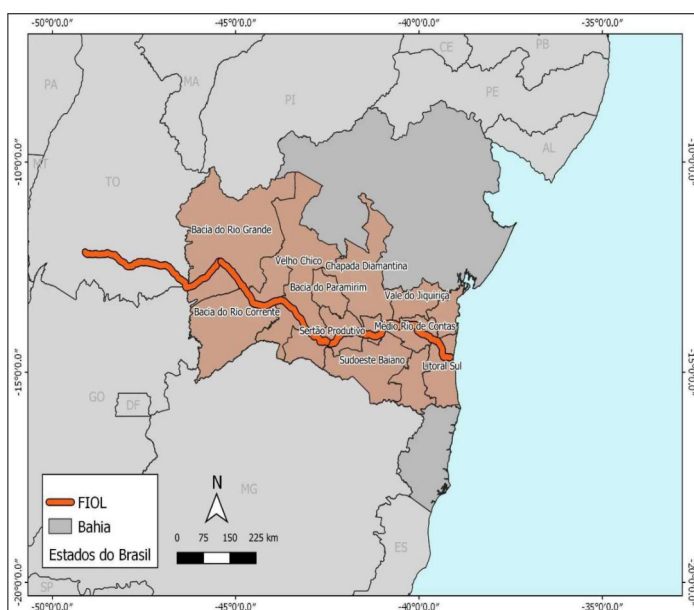 -50°0'0.0"
-45°0'0.0"
-40°0'0.0"
-35°0'0.0"
CE
PB
PA
MA
PI
PE
AL
-10°0'0.0"
-10°0'0.0"
MT
TO
Bacia do Rio Grande
Velho Chico
Chapada Diamantina
Bacia do Paramirim
Vale do Jiquiriçá
Bacia do Rio Corrente
Sertão Produtivo
Médio Rio de Contas
Sudoeste Baiano
Litoral Sul
-15°0'0.0"
-15°0'0.0"
GO
DF
MG
N
FIOL
Bahia
Estados do Brasil
0 75 150 225 km
ES
SP
-20°0'0.0"
-20°0'0.0"
-50°0'0.0"
-45°0'0.0"
-40°0'0.0"
-35°0'0.0"